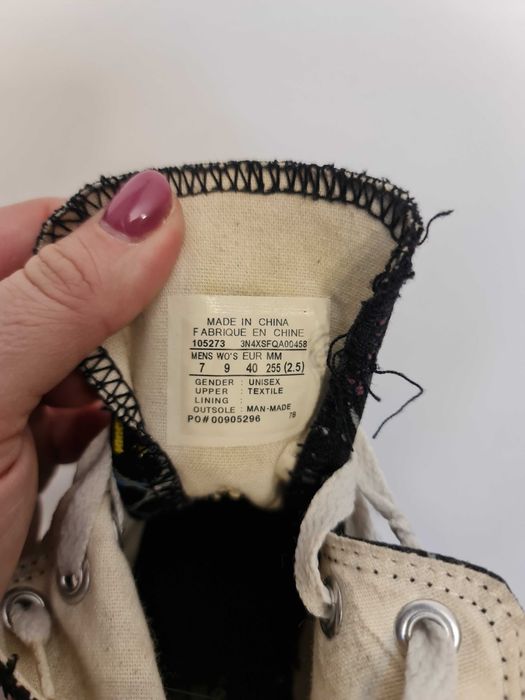 MADE IN CHINA
FABRIQUE EN CHINE
105273 3N4XSFQA00458
MENS WO'S EUR MM
7 9 40 255 (2.5)
GENDER : UNISEX
UPPER : TEXTILE
LINING :
OUTSOLE : MAN-MADE
PO# 00905296 7B